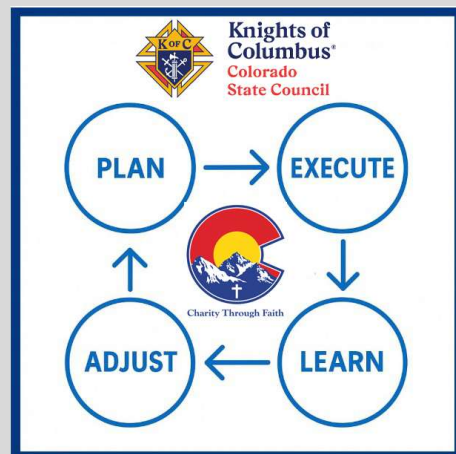 K OF C
Knights of
Columbus®
Colorado
State Council
PLAN
EXECUTE
Charity Through Faith
ADJUST
LEARN